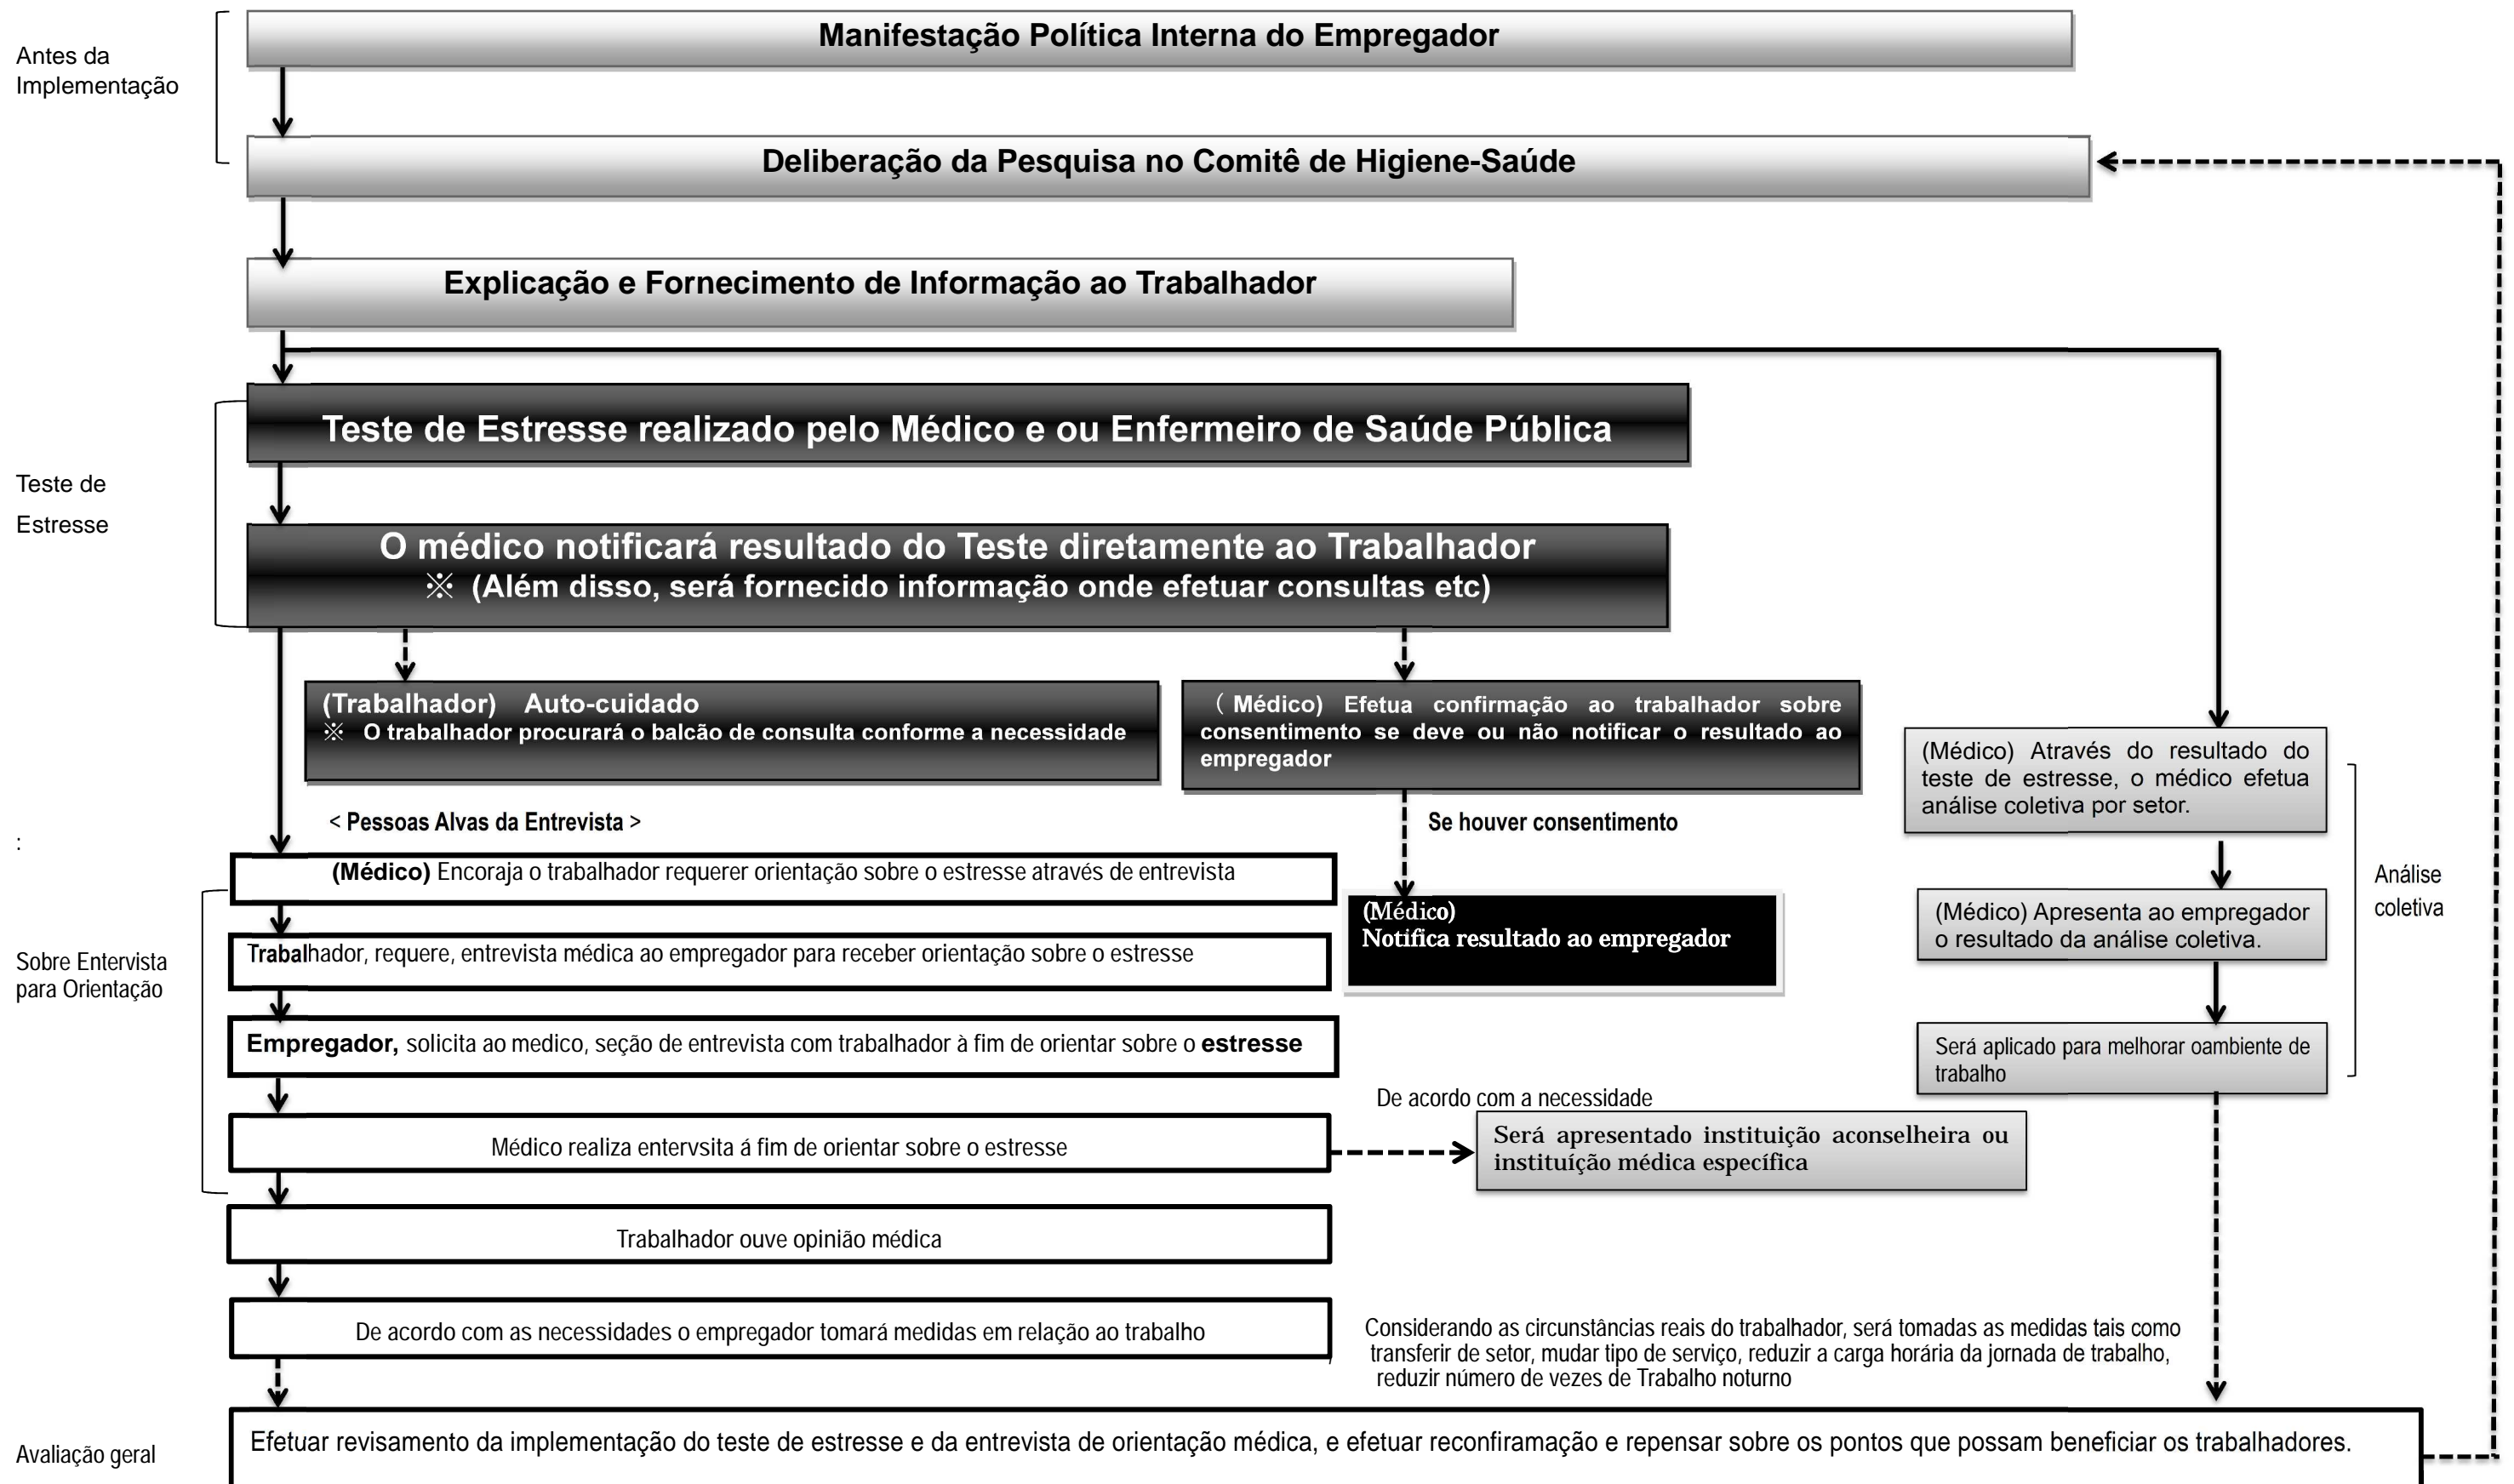 Manifestação Política Interna do Empregador
Antes da
Implementação
Deliberação da Pesquisa no Comitê de Higiene-Saúde
Explicação e Fornecimento de Informação ao Trabalhador
Teste de Estresse realizado pelo Médico e ou Enfermeiro de Saúde Pública
Teste de
Estresse
O médico notificará resultado do Teste diretamente ao Trabalhador
※ (Além disso, será fornecido informação onde efetuar consultas etc)
(Trabalhador) Auto-cuidado
※ O trabalhador procurará o balcão de consulta conforme a necessidade
（Médico) Efetua confirmação ao trabalhador sobre
consentimento se deve ou não notificar o resultado ao
empregador
(Médico) Através do resultado do
teste de estresse, o médico efetua
análise coletiva por setor.
< Pessoas Alvas da Entrevista >
Se houver consentimento
:
(Médico) Encoraja o trabalhador requerer orientação sobre o estresse através de entrevista
(Médico)
Notifica resultado ao empregador
(Médico) Apresenta ao empregador
o resultado da análise coletiva.
Análise
coletiva
Trabalhador, requere, entrevista médica ao empregador para receber orientação sobre o estresse
Sobre Entervista
para Orientação
Empregador, solicita ao medico, seção de entrevista com trabalhador à fim de orientar sobre o estresse
Será aplicado para melhorar oambiente de
trabalho
De acordo com a necessidade
Médico realiza entervsita á fim de orientar sobre o estresse
Será apresentado instituição aconselheira ou
instituíção médica específica
Trabalhador ouve opinião médica
De acordo com as necessidades o empregador tomará medidas em relação ao trabalho
Considerando as circunstâncias reais do trabalhador, será tomadas as medidas tais como
transferir de setor, mudar tipo de serviço, reduzir a carga horária da jornada de trabalho,
reduzir número de vezes de Trabalho noturno
Avaliação geral
Efetuar revisamento da implementação do teste de estresse e da entrevista de orientação médica, e efetuar reconfiramação e repensar sobre os pontos que possam beneficiar os trabalhadores.